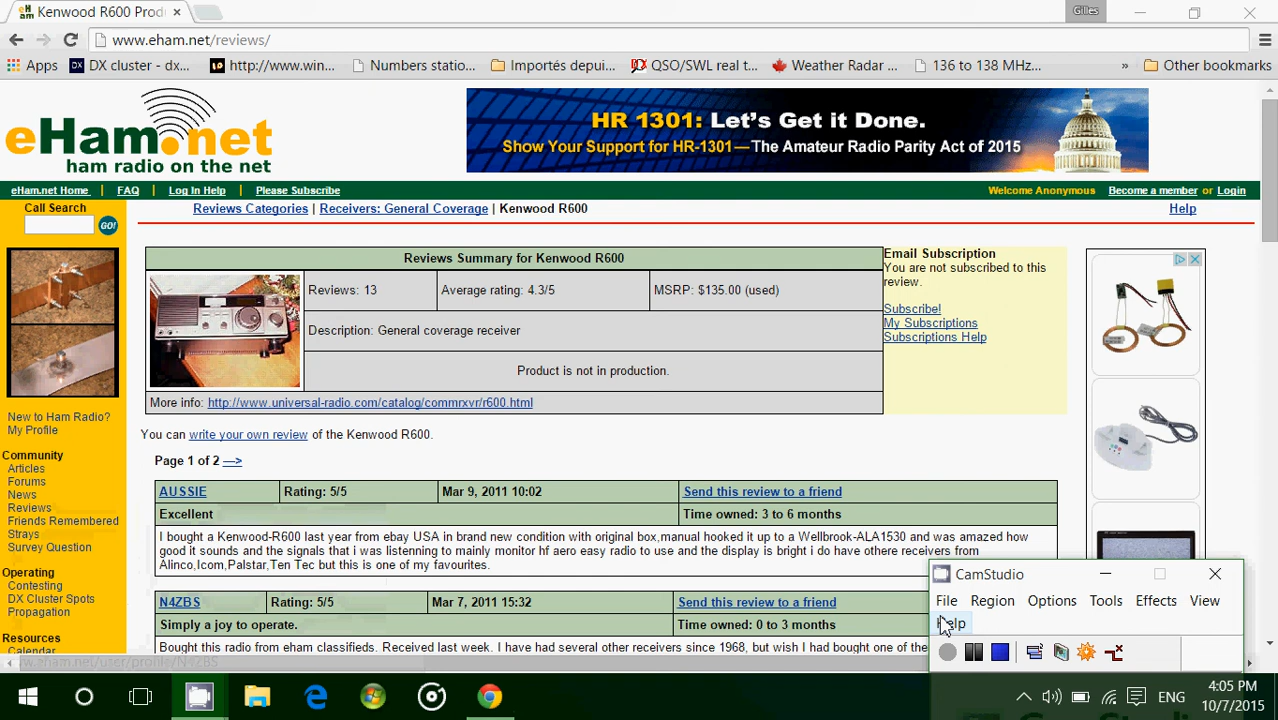 Kenwood R600 Prod
Gilles
www.eham.net/reviews/
Apps
DX cluster - dx...
http://www.win...
Numbers statio...
Importés depui...
QSO/SWL real t...
Weather Radar ...
136 to 138 MHz...
»
Other bookmarks
eHam.net
ham radio on the net
HR 1301: Let's Get it Done.
Show Your Support for HR-1301—The Amateur Radio Parity Act of 2015
eHam.net Home | FAQ | Log In Help | Please Subscribe
Welcome Anonymous Become a member or Login
Call Search
GO!
Reviews Categories | Receivers: General Coverage | Kenwood R600
Help
Reviews Summary for Kenwood R600
Reviews: 13
Average rating: 4.3/5
MSRP: $135.00 (used)
Description: General coverage receiver
Product is not in production.
More info: http://www.universal-radio.com/catalog/commrxvr/r600.html
Email Subscription
You are not subscribed to this
review.
Subscribe!
My Subscriptions
Subscriptions Help
New to Ham Radio?
My Profile
Community
Articles
Forums
News
Reviews
Friends Remembered
Strays
Survey Question
Operating
Contesting
DX Cluster Spots
Propagation
Resources
Calendar
You can write your own review of the Kenwood R600.
Page 1 of 2 —>
AUSSIE
Rating: 5/5
Mar 9, 2011 10:02
Send this review to a friend
Excellent
Time owned: 3 to 6 months
I bought a Kenwood-R600 last year from ebay USA in brand new condition with original box,manual hooked it up to a Wellbrook-ALA1530 and was amazed how
good it sounds and the signals that i was listening to mainly monitor hf aero easy radio to use and the display is bright i do have othere receivers from
Alinco,Icom,Palstar,Ten Tec but this is one of my favourites.
N4ZBS
Rating: 5/5
Mar 7, 2011 15:32
Send this review to a friend
Simply a joy to operate.
Time owned: 0 to 3 months
Bought this radio from eham classifieds. Received last week. I have had several other receivers since 1968, but wish I had bought one of the
CamStudio
File Region Options Tools Effects View
Help
ENG
4:05 PM
10/7/2015